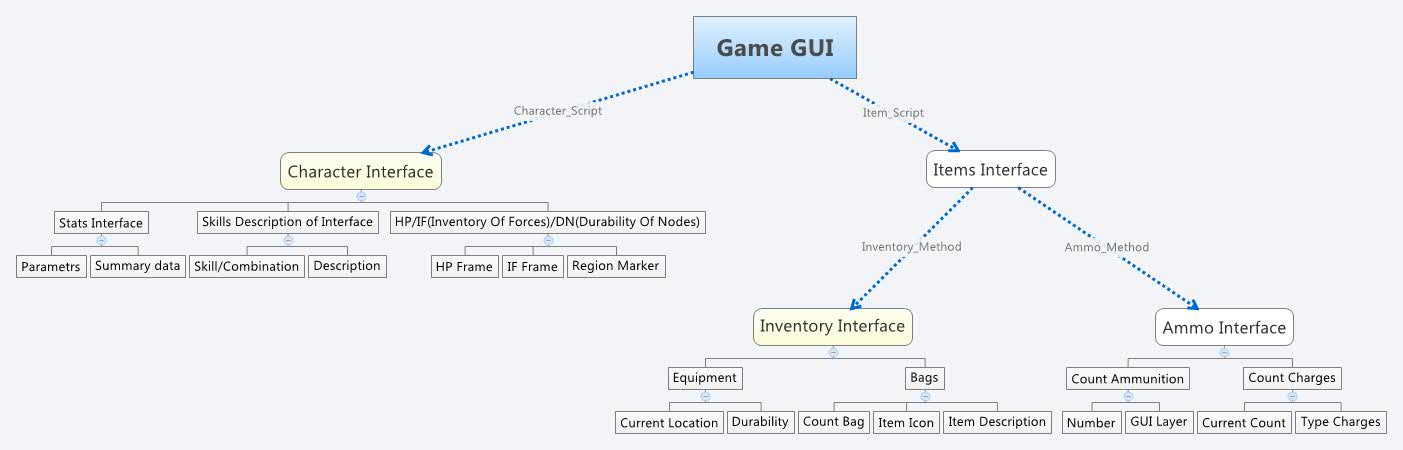 Game GUI
Character_Script
Item_Script
Character Interface
Items Interface
Stats Interface
Skills Description of Interface
HP/IF(Inventory Of Forces)/DN(Durability Of Nodes)
Parametrs
Summary data
Skill/Combination
Description
HP Frame
IF Frame
Region Marker
Inventory_Method
Ammo_Method
Inventory Interface
Ammo Interface
Equipment
Bags
Count Ammunition
Count Charges
Current Location
Durability
Count Bag
Item Icon
Item Description
Number
GUI Layer
Current Count
Type Charges